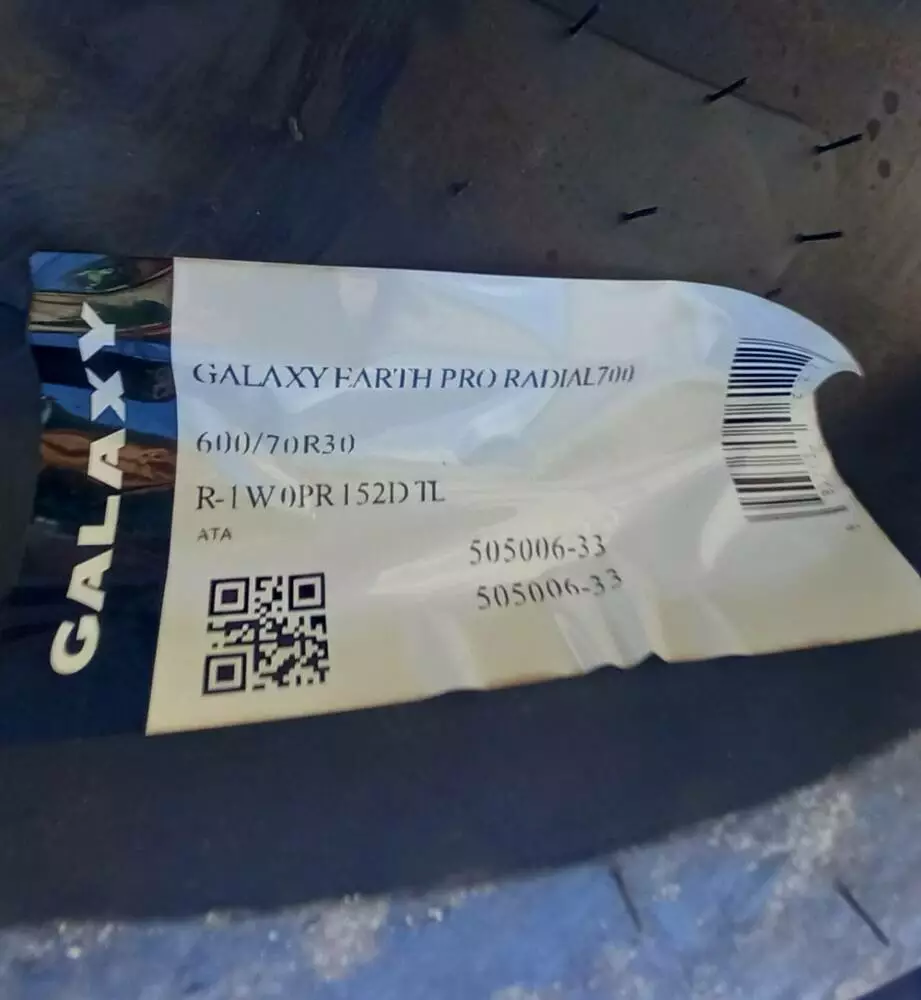 GALAXY
GALAXY EARTH PRO RADIAL700
600/70R30
R-1W 0PR 152D TL
ATA
505006-33
505006-33